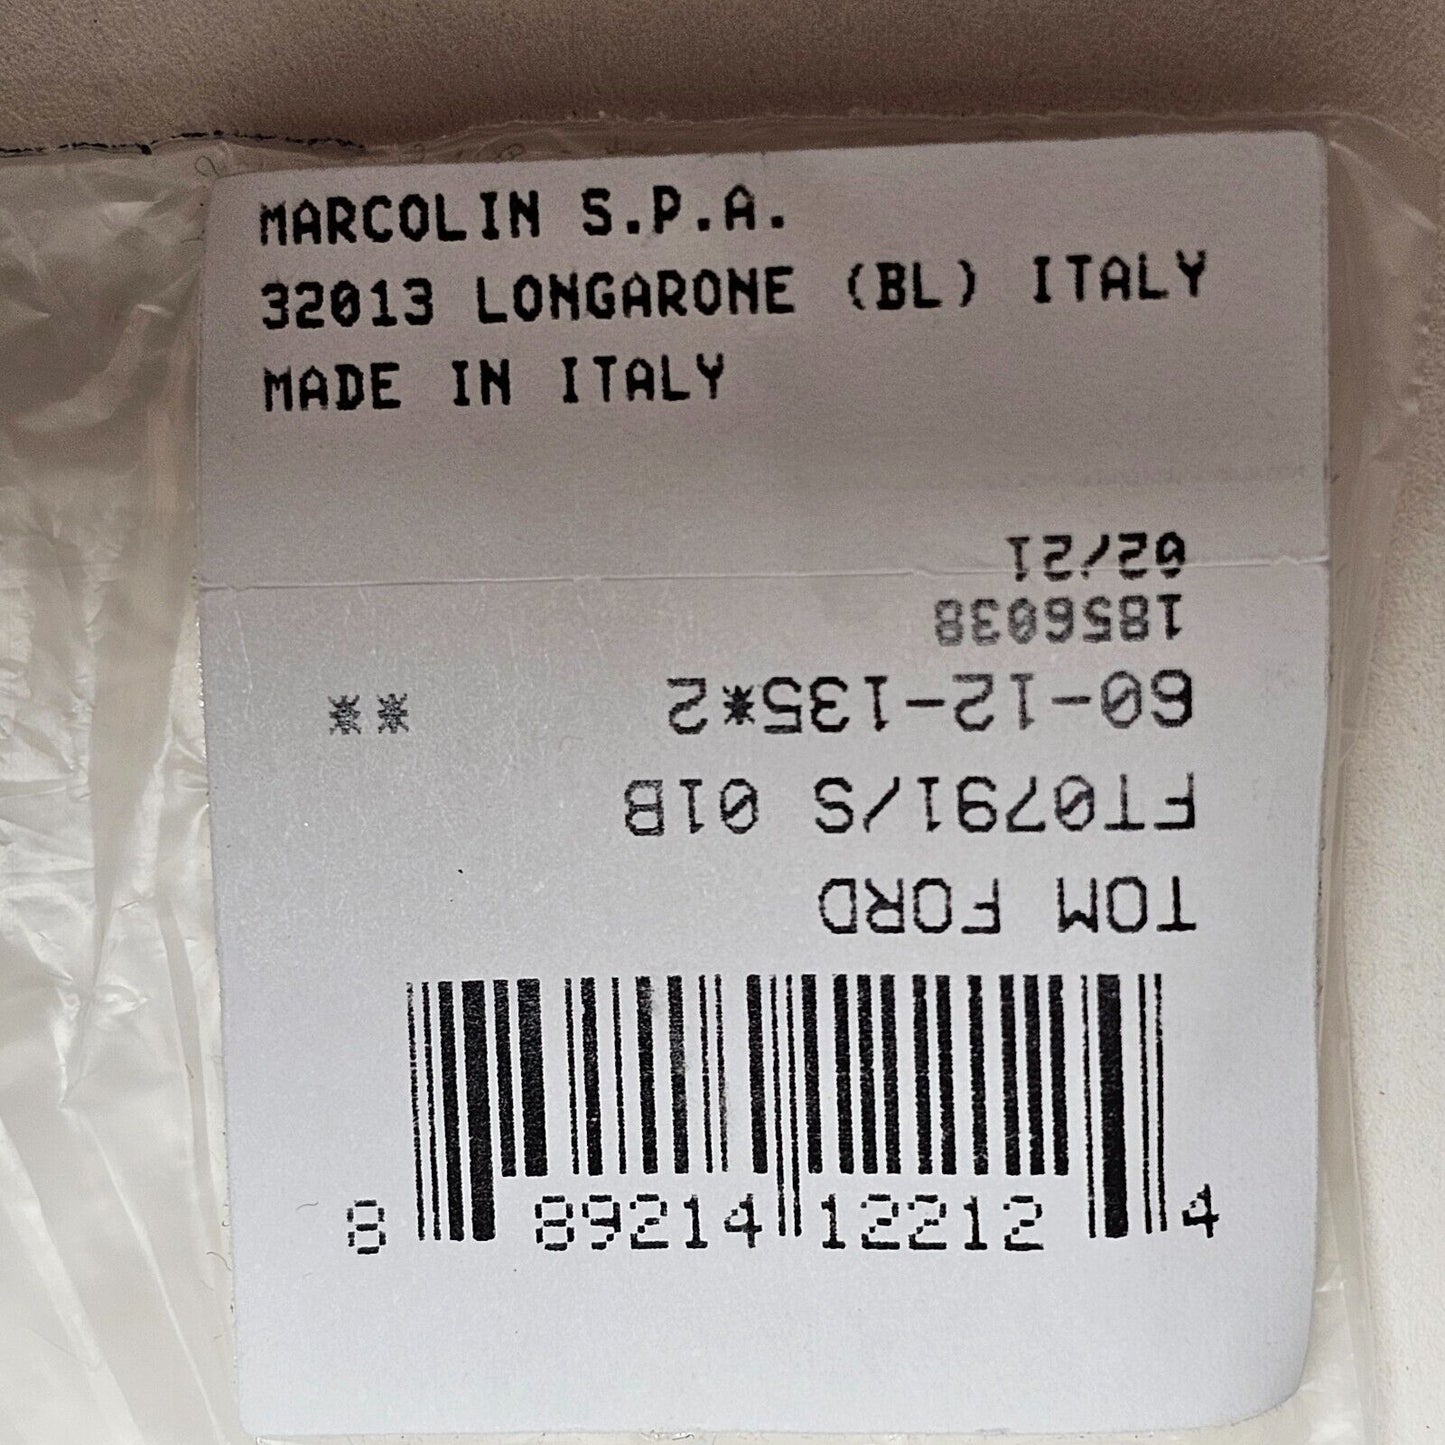 MARCOLIN S.P.A.
32013 LONGARONE (BL) ITALY
MADE IN ITALY
02/21
1856038
60-12-135*2 **
FT0791/S 01B
TOM FORD
8 89214 12212 4